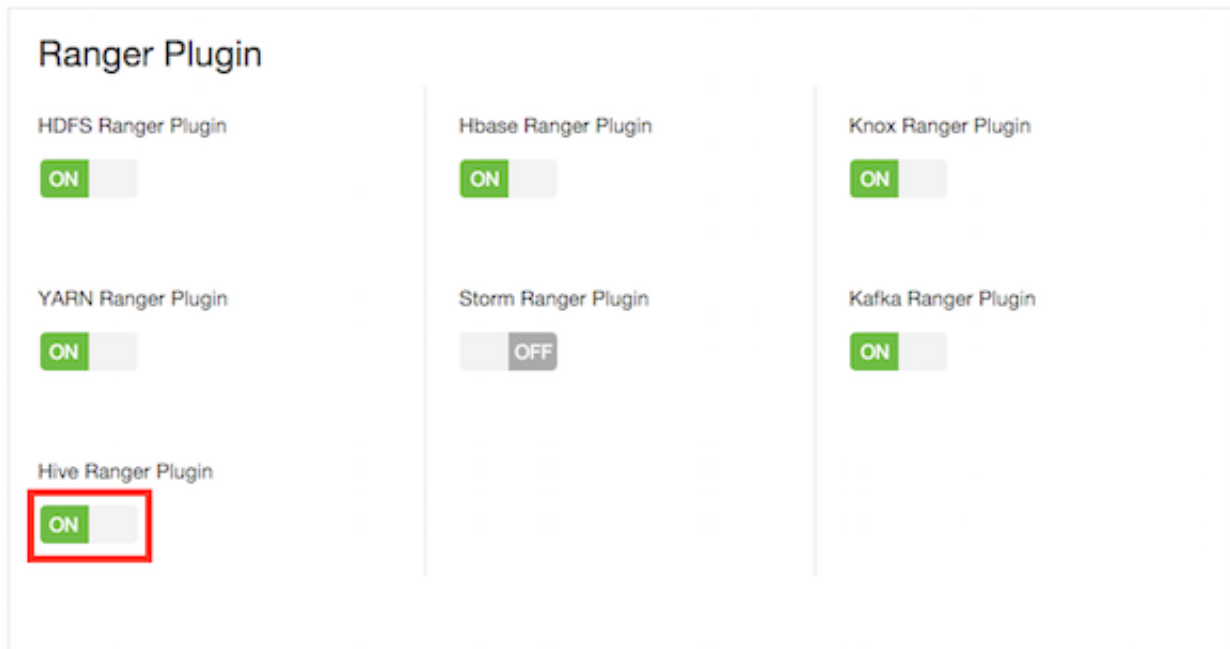 Ranger Plugin
HDFS Ranger Plugin
ON
Hbase Ranger Plugin
ON
Knox Ranger Plugin
ON
YARN Ranger Plugin
ON
Storm Ranger Plugin
OFF
Kafka Ranger Plugin
ON
Hive Ranger Plugin
ON